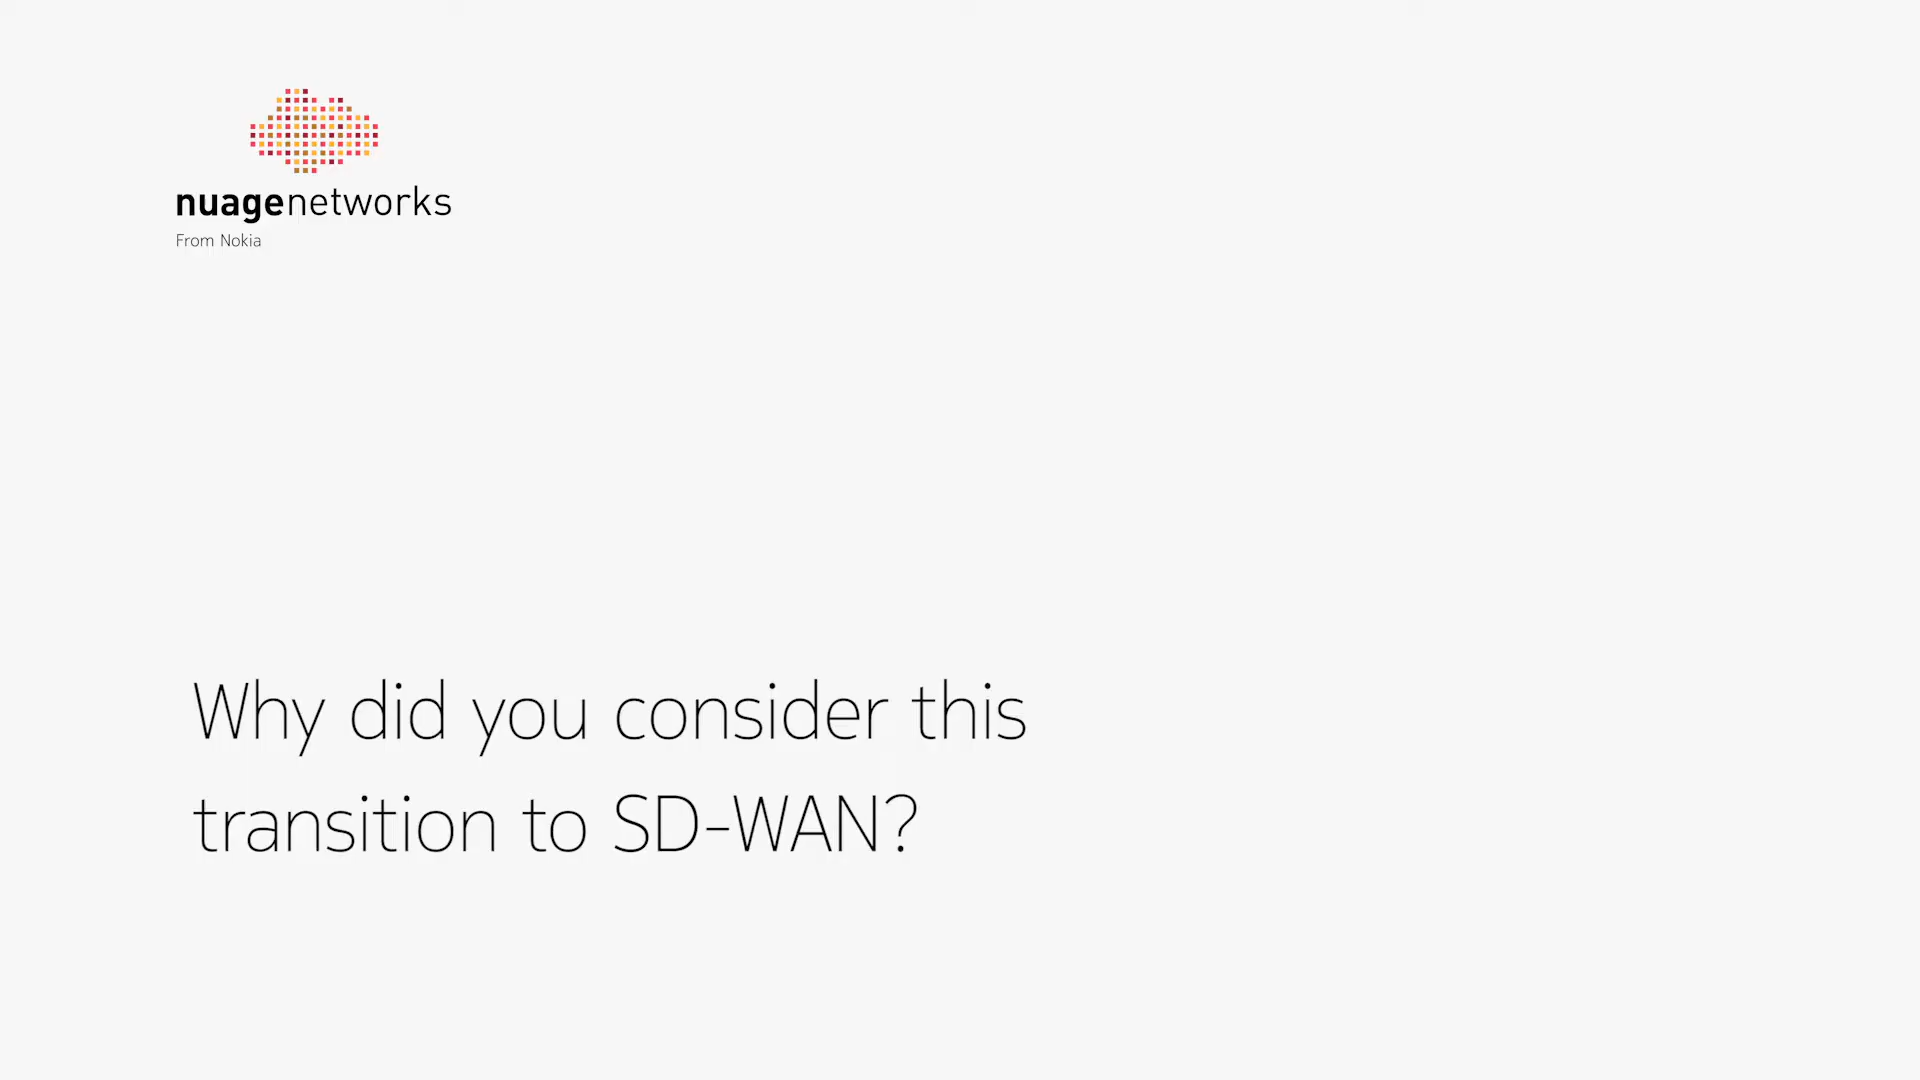 nuagenetworks
From Nokia
Why did you consider this
transition to SD-WAN?